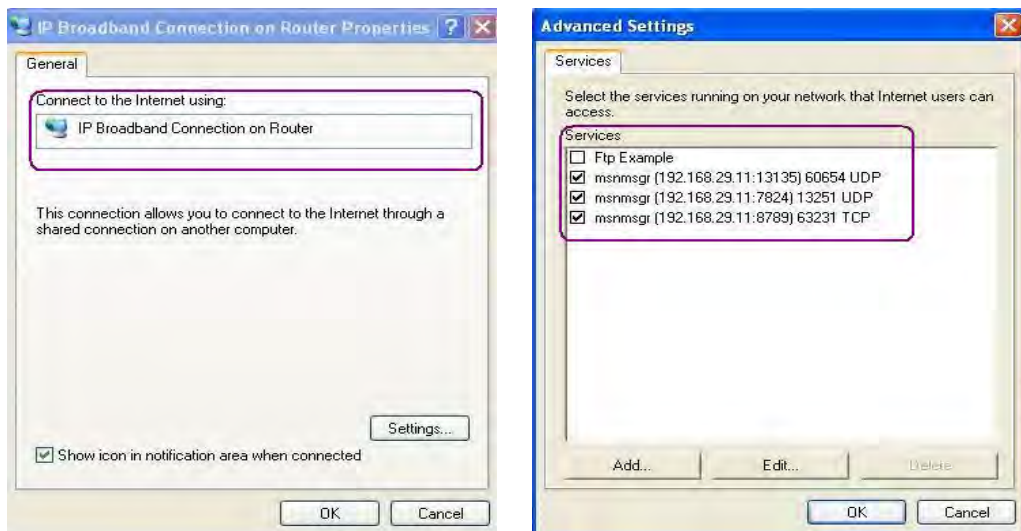 IP Broadband Connection on Router Properties
General
Connect to the Internet using:
IP Broadband Connection on Router
This connection allows you to connect to the Internet through a
shared connection on another computer.
Settings...
Show icon in notification area when connected
OK
Cancel
Advanced Settings
Services
Select the services running on your network that Internet users can
access.
Services
Ftp Example
msnmsgr (192.168.29.11:13135) 60654 UDP
msnmsgr (192.168.29.11:7824) 13251 UDP
msnmsgr (192.168.29.11:8789) 63231 TCP
Add...
Edit...
Delete
OK
Cancel